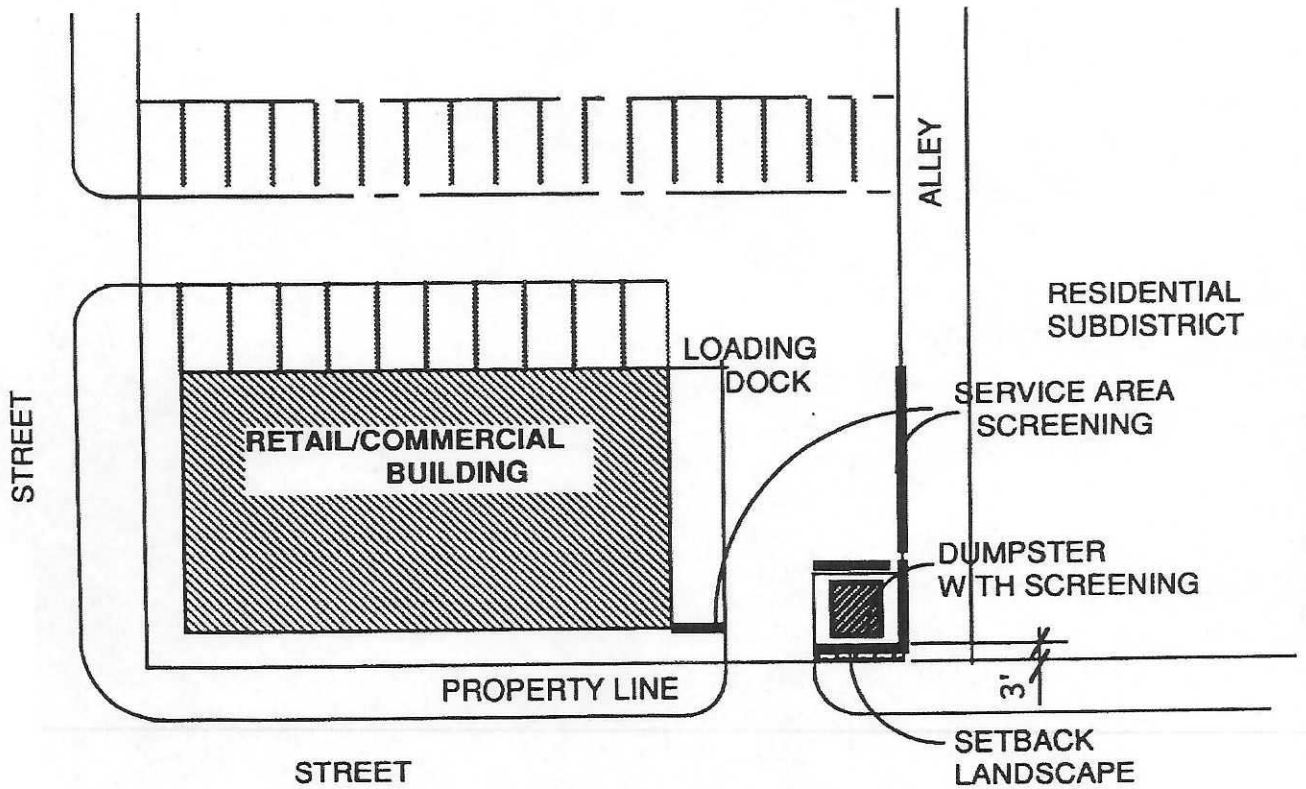 ALLEY
RESIDENTIAL
SUBDISTRICT
LOADING
DOCK
SERVICE AREA
SCREENING
STREET
RETAIL/COMMERCIAL
BUILDING
DUMPSTER
WITH SCREENING
PROPERTY LINE
3'
SETBACK
LANDSCAPE
STREET